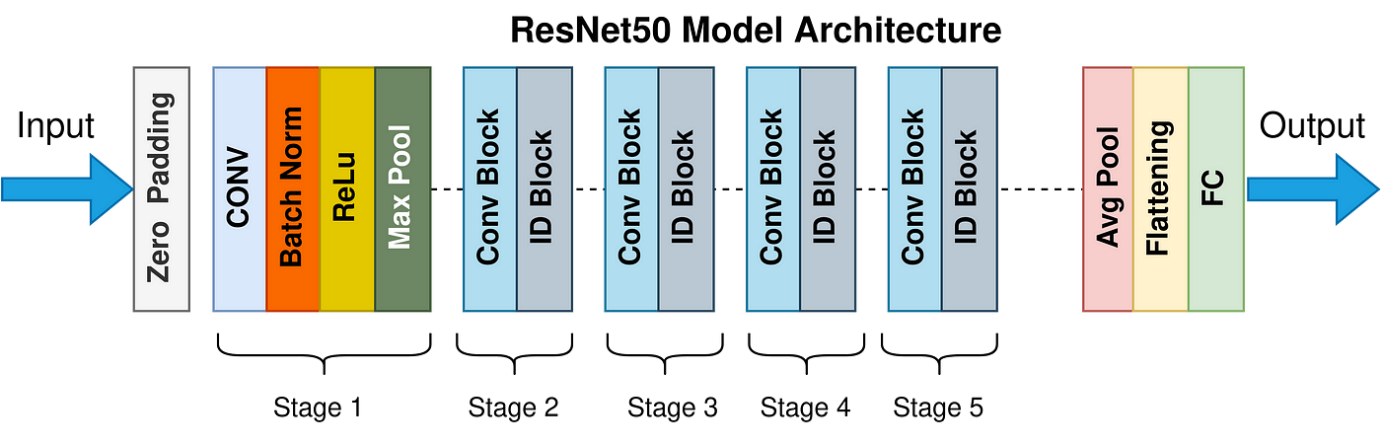 ResNet50 Model Architecture
Input
Zero Padding
CONV
Batch Norm
ReLu
Max Pool
Conv Block
ID Block
Conv Block
ID Block
Conv Block
ID Block
Conv Block
ID Block
Avg Pool
Flattening
FC
Output
Stage 1
Stage 2
Stage 3
Stage 4
Stage 5